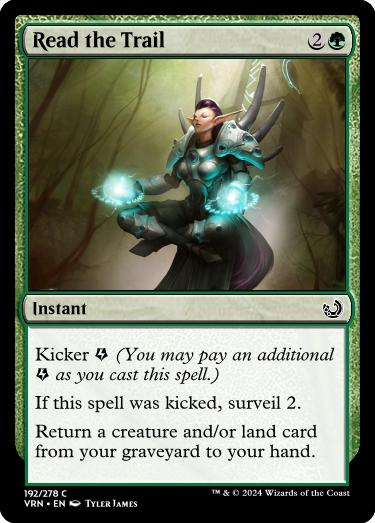 Read the Trail 2
Instant
Kicker (You may pay an additional
as you cast this spell.)
If this spell was kicked, surveil 2.
Return a creature and/or land card
from your graveyard to your hand.
192/278 C
VRN • EN TYLER JAMES
™ & © 2024 Wizards of the Coast